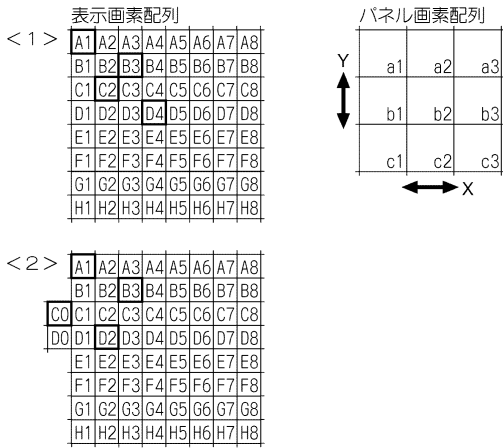 表示画素配列
<1>
A1 A2 A3 A4 A5 A6 A7 A8
B1 B2 B3 B4 B5 B6 B7 B8
C1 C2 C3 C4 C5 C6 C7 C8
D1 D2 D3 D4 D5 D6 D7 D8
E1 E2 E3 E4 E5 E6 E7 E8
F1 F2 F3 F4 F5 F6 F7 F8
G1 G2 G3 G4 G5 G6 G7 G8
H1 H2 H3 H4 H5 H6 H7 H8
パネル画素配列
Y
a1 a2 a3
b1 b2 b3
c1 c2 c3
X
<2>
A1 A2 A3 A4 A5 A6 A7 A8
B1 B2 B3 B4 B5 B6 B7 B8
C0 C1 C2 C3 C4 C5 C6 C7 C8
D0 D1 D2 D3 D4 D5 D6 D7 D8
E1 E2 E3 E4 E5 E6 E7 E8
F1 F2 F3 F4 F5 F6 F7 F8
G1 G2 G3 G4 G5 G6 G7 G8
H1 H2 H3 H4 H5 H6 H7 H8